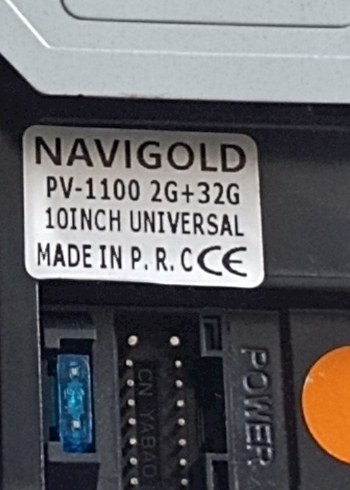 NAVIGOLD
PV-1100 2G+32G
10INCH UNIVERSAL
MADE IN P. R. C CE
CN YABAO
POWER